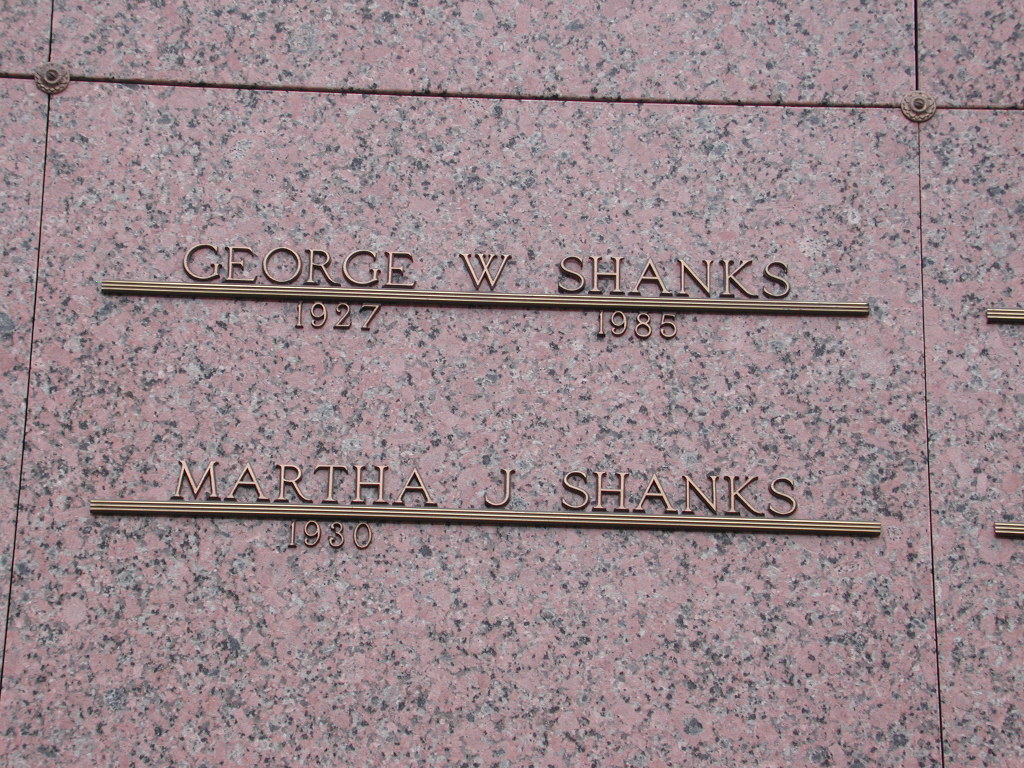 GEORGE W SHANKS
1927 1985
MARTHA J SHANKS
1930